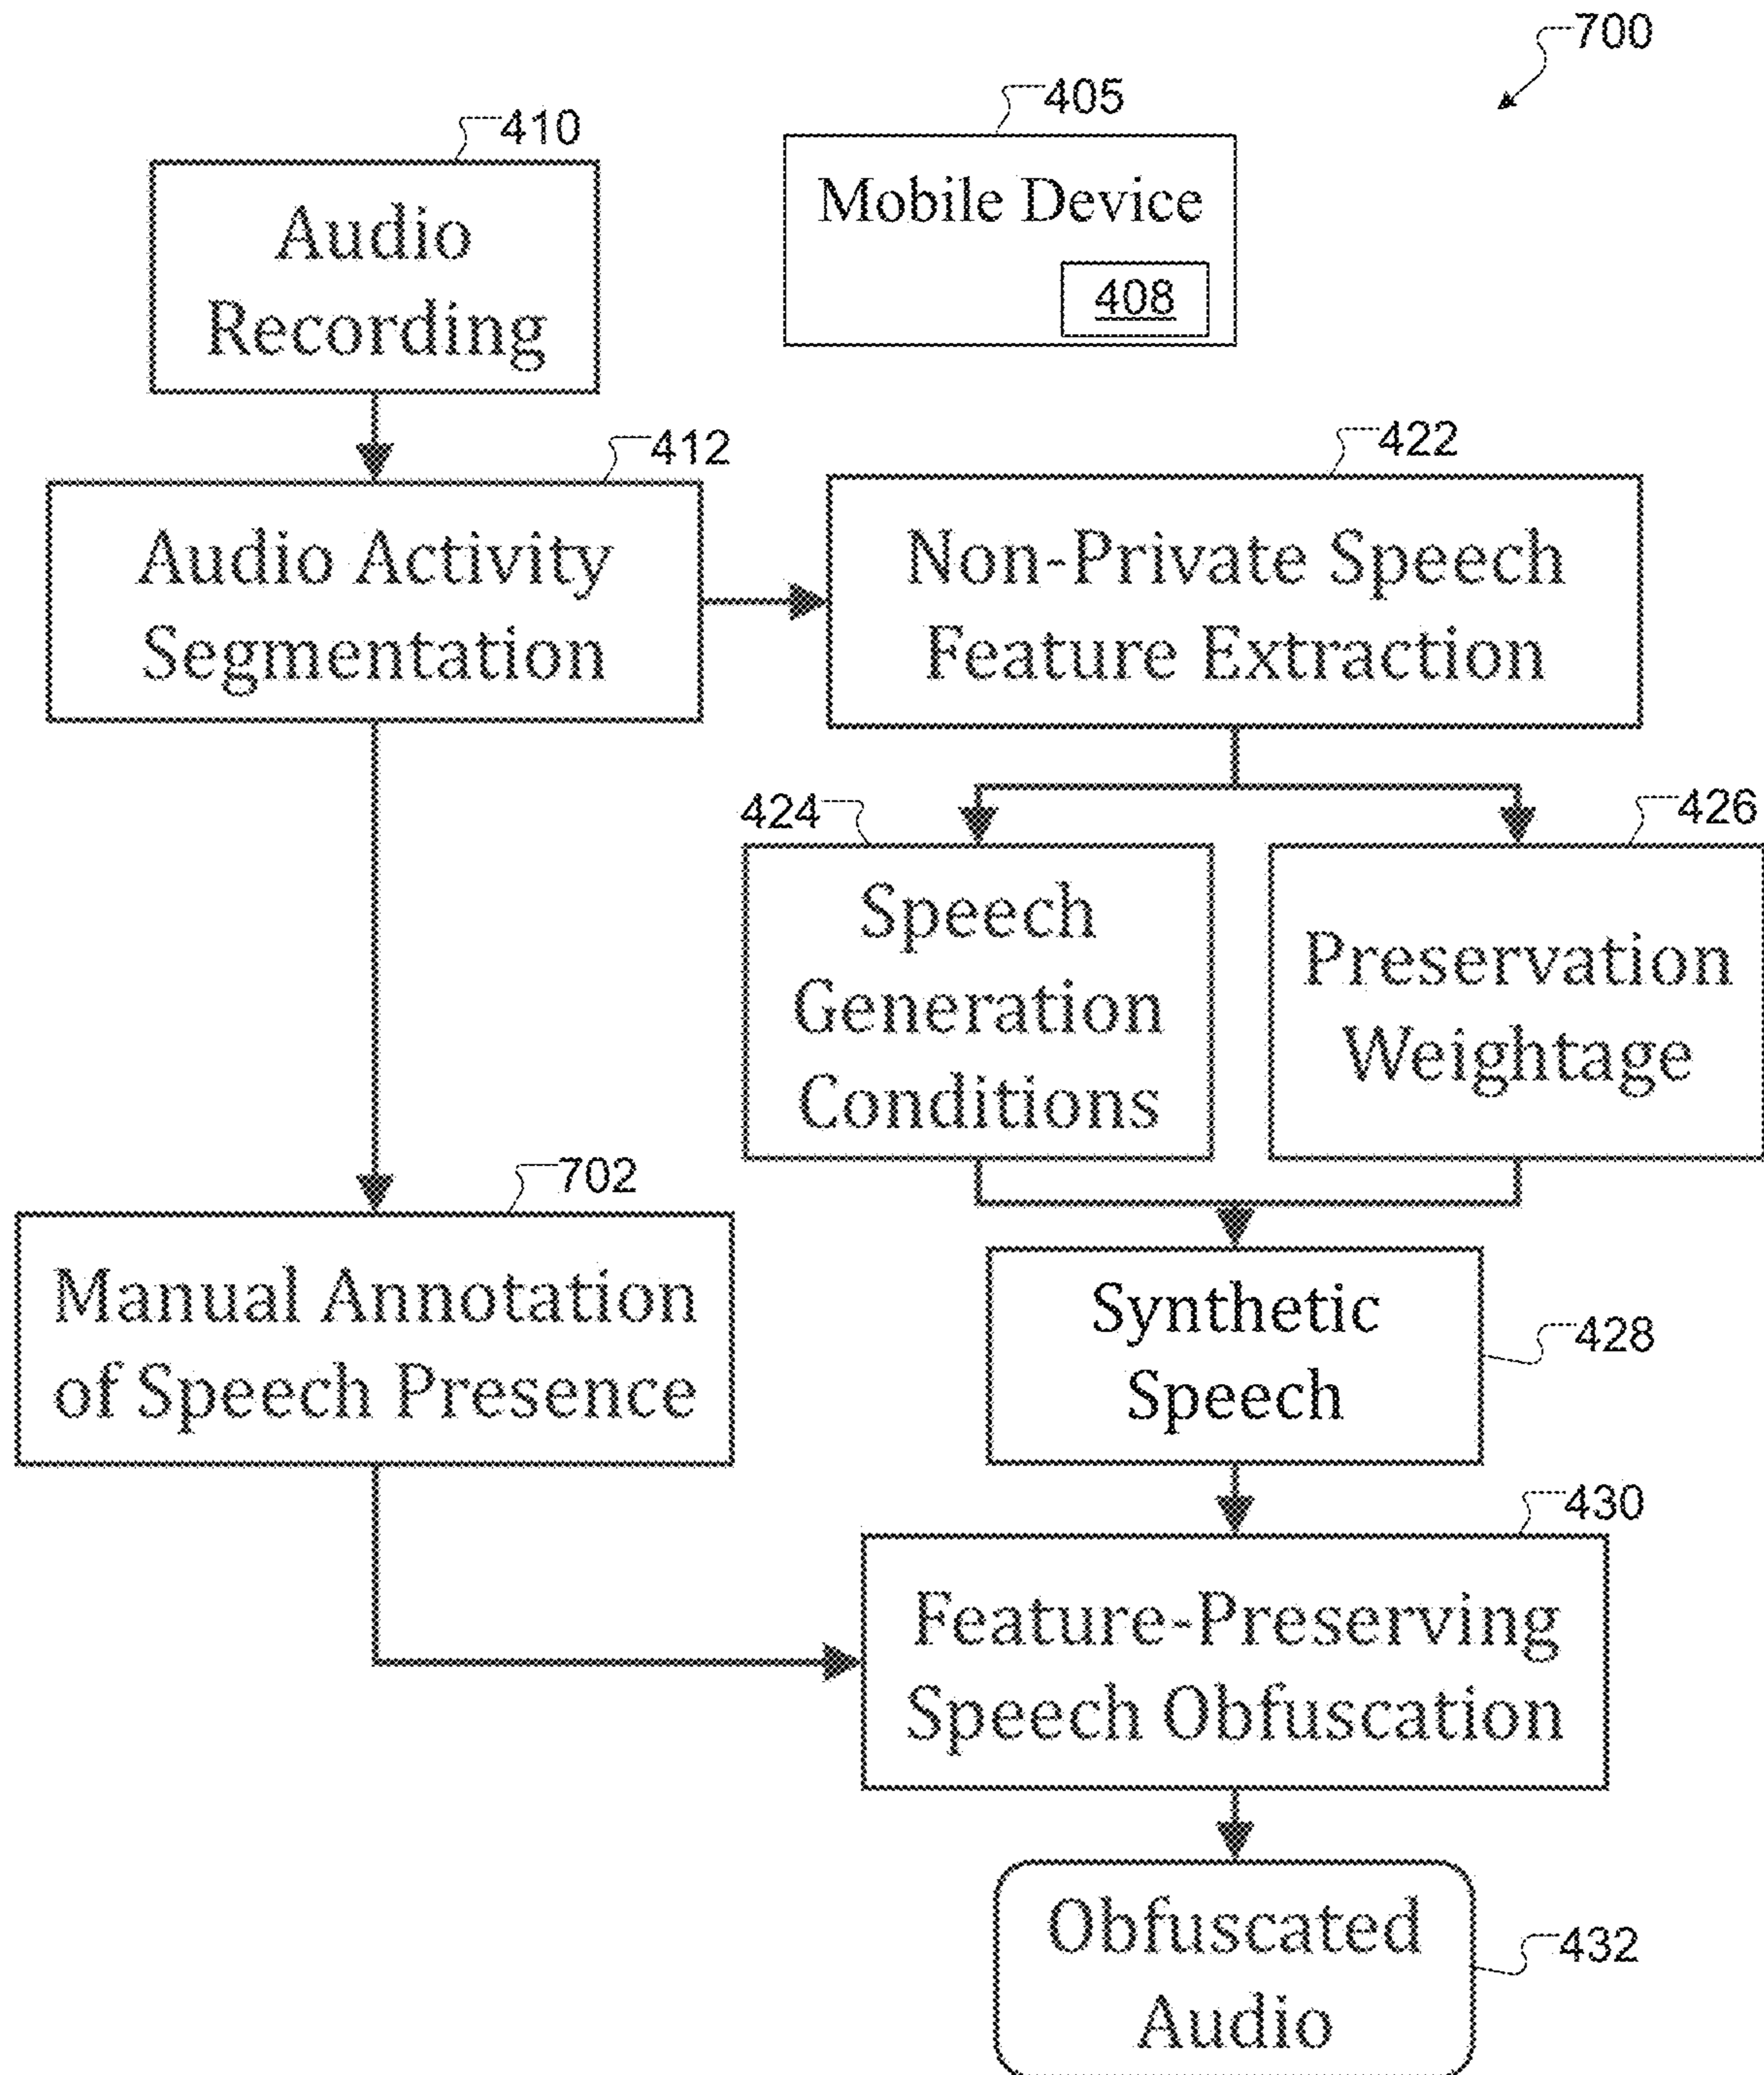 700
405
410
Mobile Device
408
Audio
Recording
412
422
Audio Activity
Segmentation
Non-Private Speech
Feature Extraction
424
426
Speech
Generation
Conditions
Preservation
Weightage
702
Manual Annotation
of Speech Presence
Synthetic
Speech
428
430
Feature-Preserving
Speech Obfuscation
Obfuscated
Audio
432